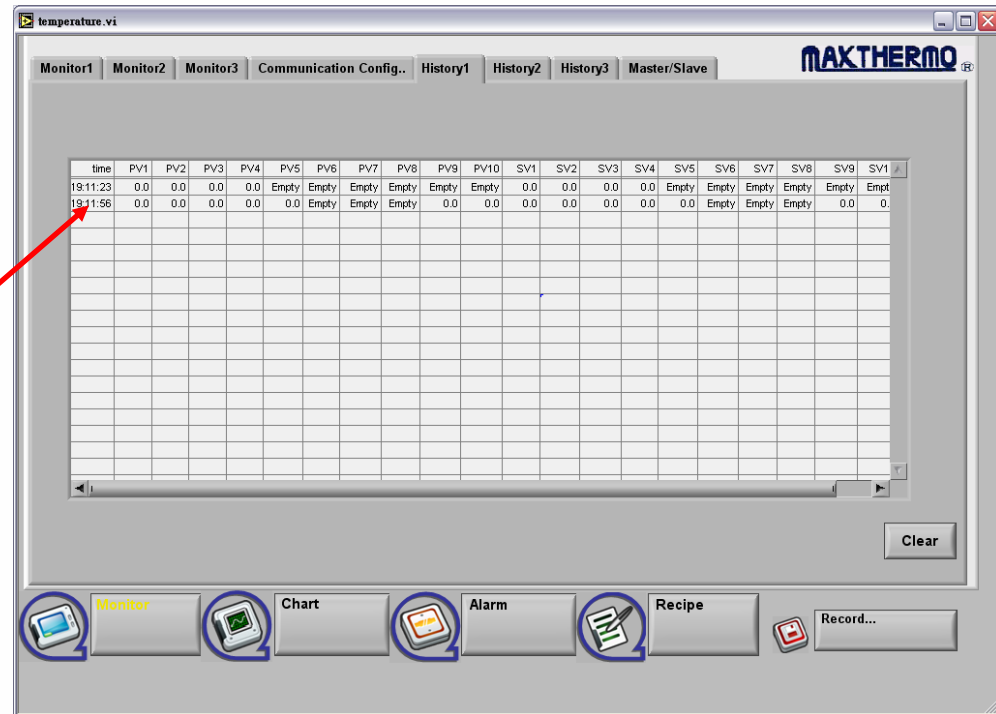 temperature.vi
MAXTHERMO ®
Monitor1 Monitor2 Monitor3 Communication Config.. History1 History2 History3 Master/Slave
time PV1 PV2 PV3 PV4 PV5 PV6 PV7 PV8 PV9 PV10 SV1 SV2 SV3 SV4 SV5 SV6 SV7 SV8 SV9 SV1
19:11:23 0.0 0.0 0.0 0.0 Empty Empty Empty Empty Empty Empty 0.0 0.0 0.0 0.0 Empty Empty Empty Empty Empty Empt
19:11:56 0.0 0.0 0.0 0.0 0.0 Empty Empty Empty 0.0 0.0 0.0 0.0 0.0 0.0 0.0 Empty Empty Empty 0.0 0.
Clear
Monitor Chart Alarm Recipe Record...